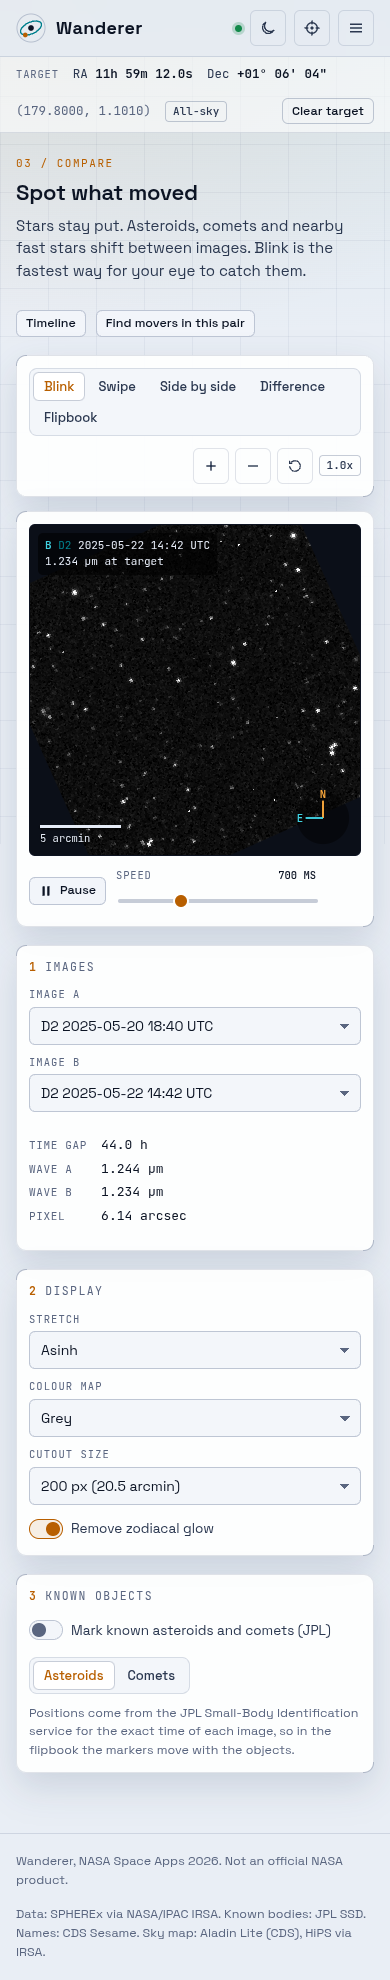 Wanderer
TARGET RA 11h 59m 12.0s Dec +01° 06' 04"
(179.8000, 1.1010) All-sky Clear target
03 / COMPARE
Spot what moved
Stars stay put. Asteroids, comets and nearby
fast stars shift between images. Blink is the
fastest way for your eye to catch them.
Timeline Find movers in this pair
Blink Swipe Side by side Difference
Flipbook
1.0x
B D2 2025-05-22 14:42 UTC
1.234 µm at target
N
E
5 arcmin
SPEED 700 MS
Pause
1 IMAGES
IMAGE A
D2 2025-05-20 18:40 UTC
IMAGE B
D2 2025-05-22 14:42 UTC
TIME GAP 44.0 h
WAVE A 1.244 µm
WAVE B 1.234 µm
PIXEL 6.14 arcsec
2 DISPLAY
STRETCH
Asinh
COLOUR MAP
Grey
CUTOUT SIZE
200 px (20.5 arcmin)
Remove zodiacal glow
3 KNOWN OBJECTS
Mark known asteroids and comets (JPL)
Asteroids Comets
Positions come from the JPL Small-Body Identification
service for the exact time of each image, so in the
flipbook the markers move with the objects.
Wanderer, NASA Space Apps 2026. Not an official NASA
product.
Data: SPHEREx via NASA/IPAC IRSA. Known bodies: JPL SSD.
Names: CDS Sesame. Sky map: Aladin Lite (CDS), HiPS via
IRSA.